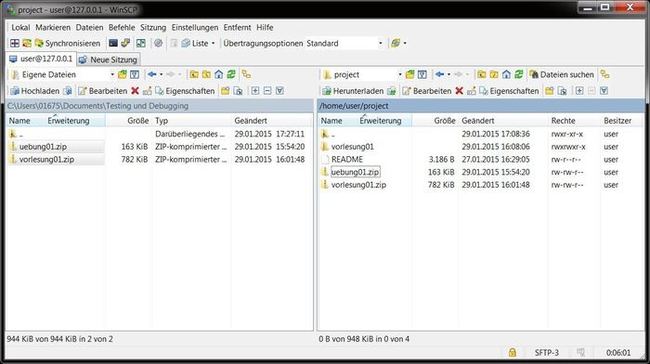 project - user@127.0.0.1 - WinSCP
Lokal Markieren Dateien Befehle Sitzung Einstellungen Entfernt Hilfe
Synchronisieren Liste Übertragungsoptionen Standard
user@127.0.0.1 Neue Sitzung
Eigene Dateien project Dateien suchen
Hochladen Bearbeiten Eigenschaften Herunterladen Bearbeiten Eigenschaften
C:\Users\01675\Documents\Testing und Debugging /home/user/project
Name Erweiterung Größe Typ Geändert Name Erweiterung Größe Geändert Rechte Besitzer
.. Darüberliegendes ... 29.01.2015 17:27:11 .. 29.01.2015 17:08:36 rwxr-xr-x user
uebung01.zip 163 KiB ZIP-komprimierter ... 29.01.2015 15:54:20 vorlesung01 29.01.2015 16:08:06 rwxrwxr-x user
vorlesung01.zip 782 KiB ZIP-komprimierter ... 29.01.2015 16:01:48 README 3.186 B 27.01.2015 16:29:05 rw-r--r-- user
uebung01.zip 163 KiB 29.01.2015 15:54:20 rw-rw-r-- user
vorlesung01.zip 782 KiB 29.01.2015 16:01:48 rw-rw-r-- user
944 KiB von 944 KiB in 2 von 2 0 B von 948 KiB in 0 von 4
SFTP-3 0:06:01